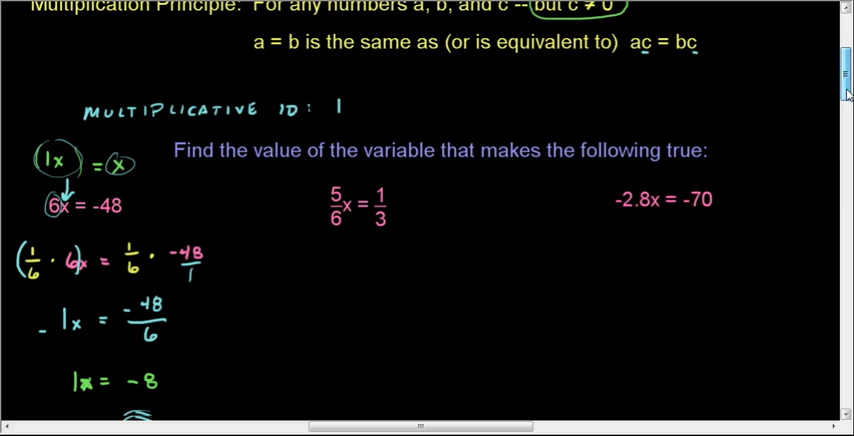 Multiplication Principle: For any numbers a, b, and c -- but c ≠ 0
a = b is the same as (or is equivalent to) ac = bc
MULTIPLICATIVE ID: 1
1x = x
Find the value of the variable that makes the following true:
6x = -48
5/6 x = 1/3
-2.8x = -70
(1/6 · 6)x = 1/6 · -48/1
- 1x = -48/6
1x = -8